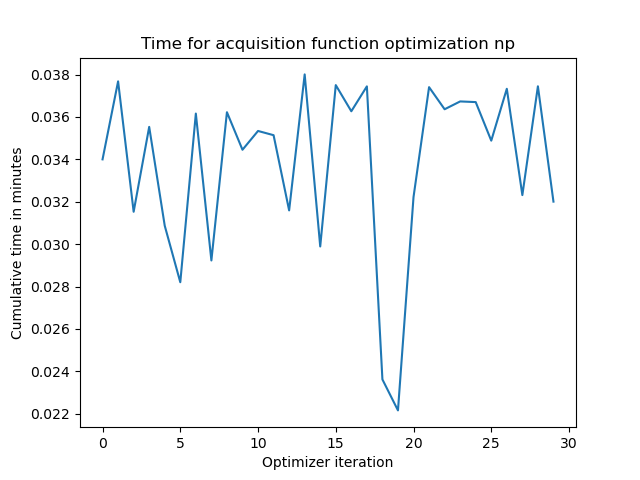 Time for acquisition function optimization np
Cumulative time in minutes
0.038
0.036
0.034
0.032
0.030
0.028
0.026
0.024
0.022
0 5 10 15 20 25 30
Optimizer iteration